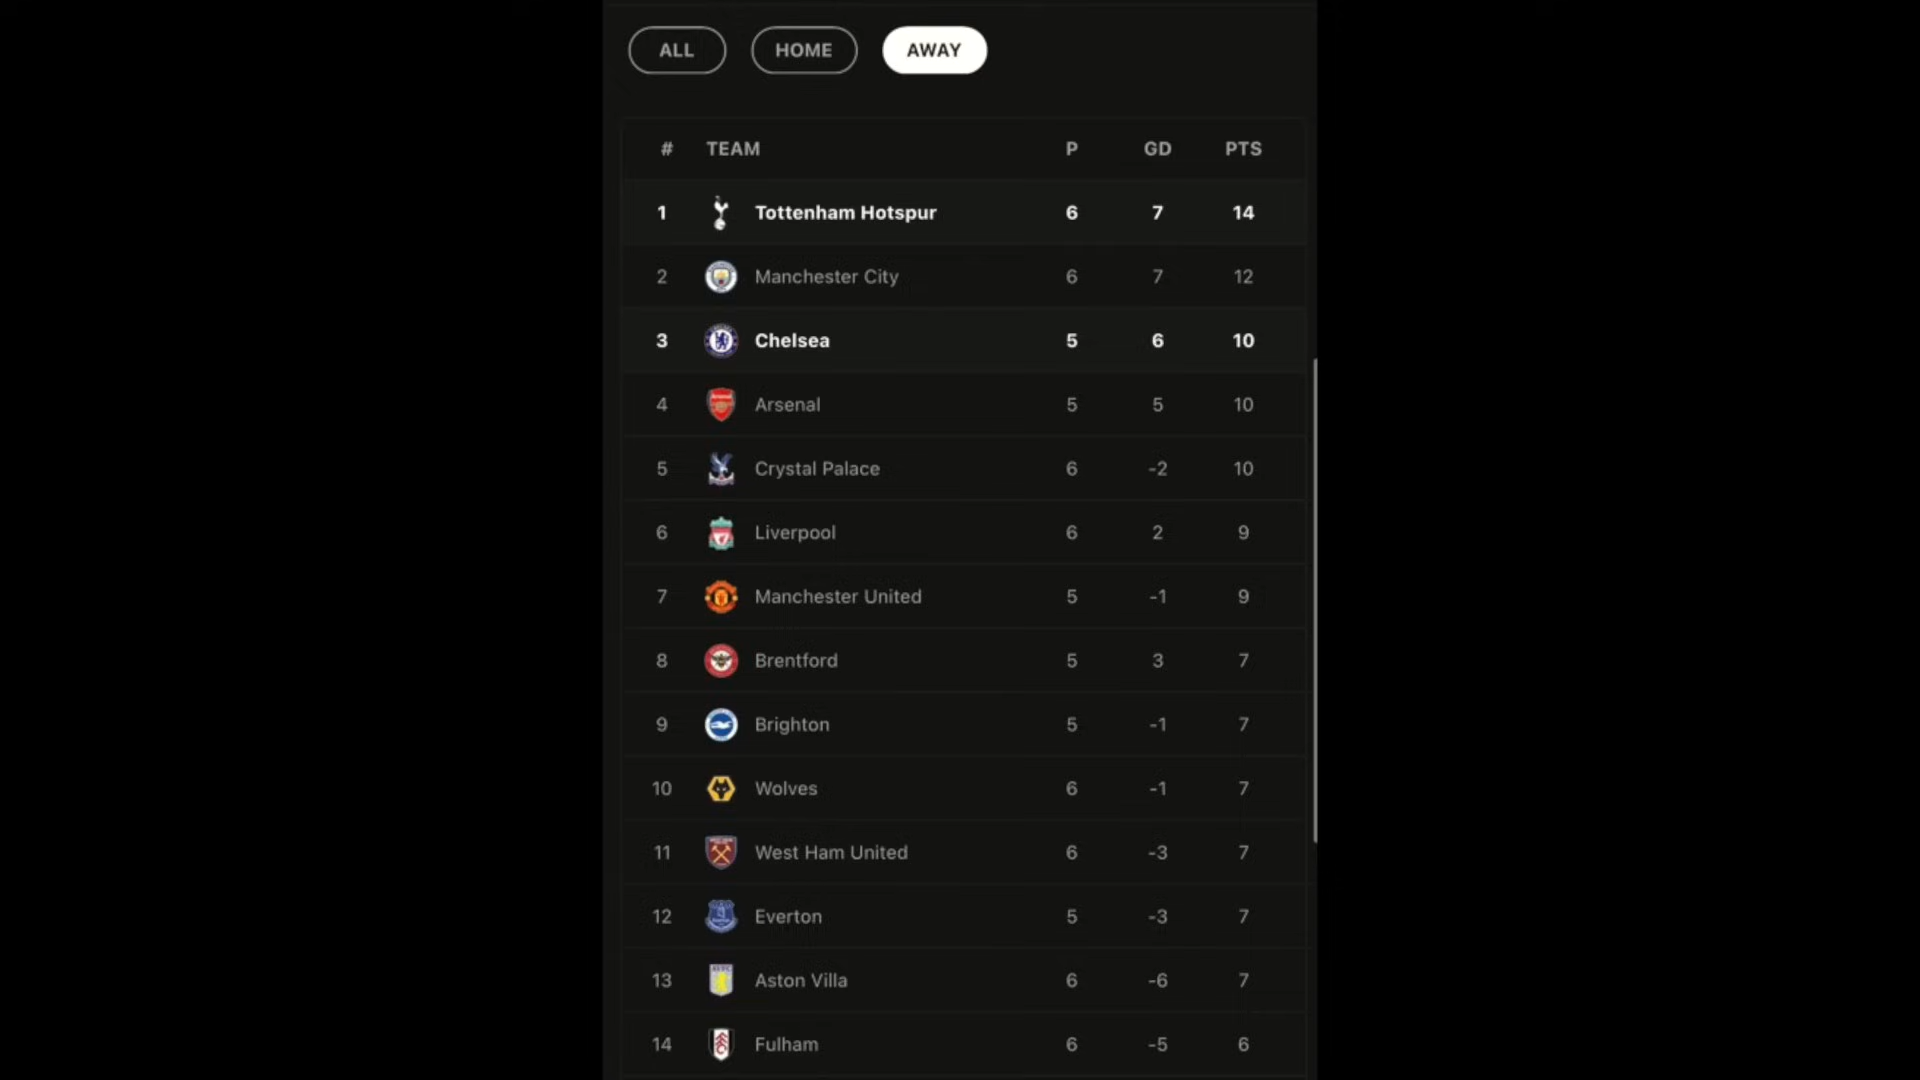 ALL HOME AWAY
# TEAM P GD PTS
1 Tottenham Hotspur 6 7 14
2 Manchester City 6 7 12
3 Chelsea 5 6 10
4 Arsenal 5 5 10
5 Crystal Palace 6 -2 10
6 Liverpool 6 2 9
7 Manchester United 5 -1 9
8 Brentford 5 3 7
9 Brighton 5 -1 7
10 Wolves 6 -1 7
11 West Ham United 6 -3 7
12 Everton 5 -3 7
13 Aston Villa 6 -6 7
14 Fulham 6 -5 6